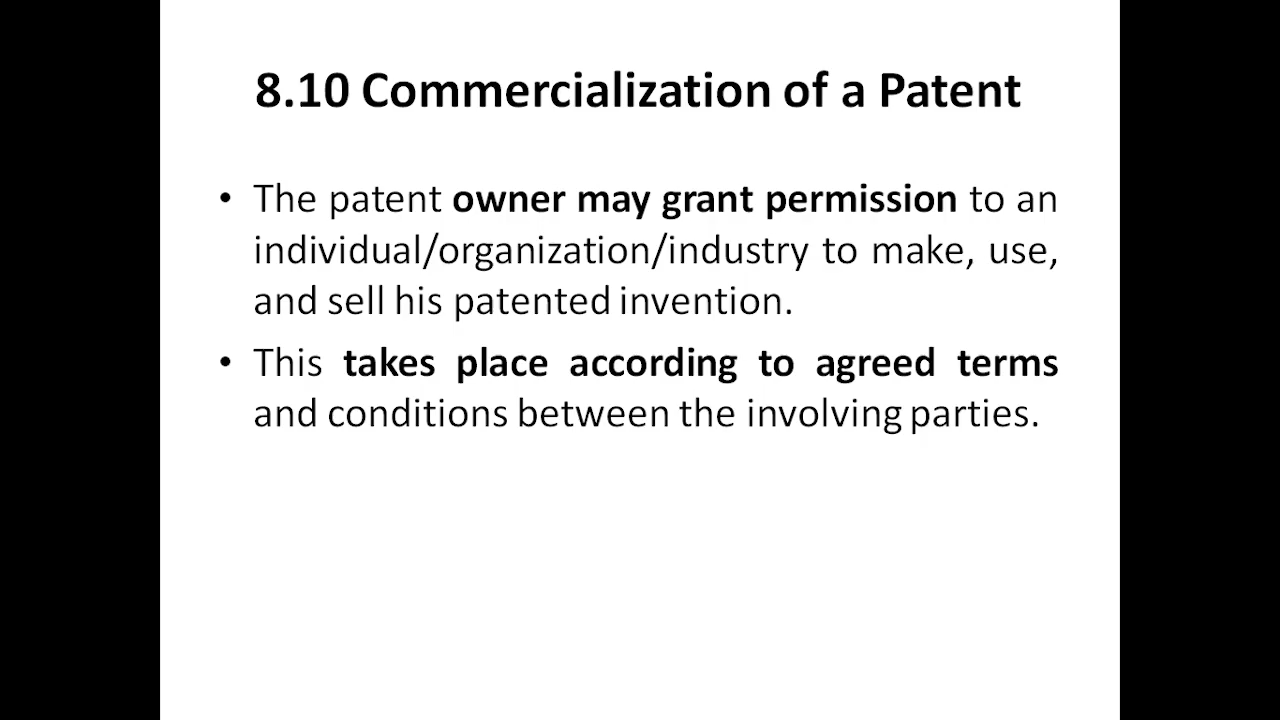 8.10 Commercialization of a Patent
• The patent owner may grant permission to an
individual/organization/industry to make, use,
and sell his patented invention.
• This takes place according to agreed terms
and conditions between the involving parties.